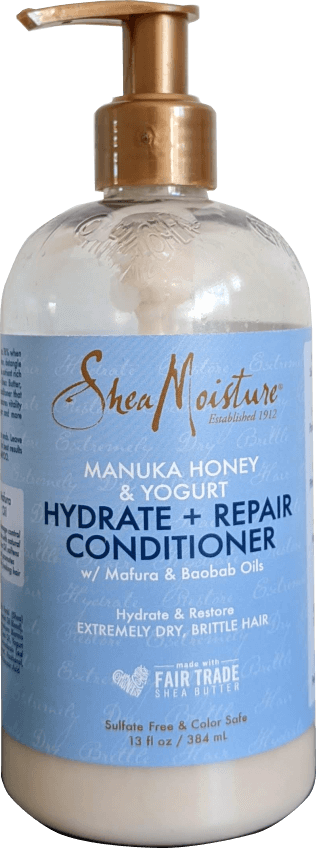 SheaMoisture
Established 1912
MANUKA HONEY
& YOGURT
HYDRATE + REPAIR
CONDITIONER
w/ Mafura & Baobab Oils
Hydrate & Restore
EXTREMELY DRY, BRITTLE HAIR
made with
FAIR TRADE
SHEA BUTTER
Sulfate Free & Color Safe
13 fl oz / 384 mL